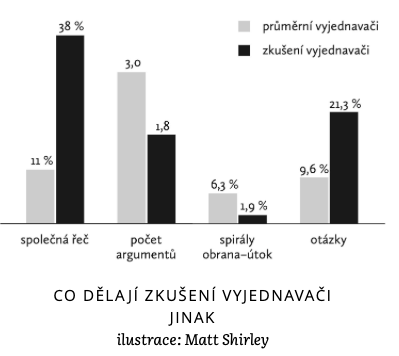 38 %
průměrní vyjednavači
zkušení vyjednavači
3,0
21,3 %
1,8
11 %
9,6 %
6,3 %
1,9 %
společná řeč
počet
argumentů
spirály
obrana–útok
otázky
CO DĚLAJÍ ZKUŠENÍ VYJEDNAVAČI
JINAK
ilustrace: Matt Shirley